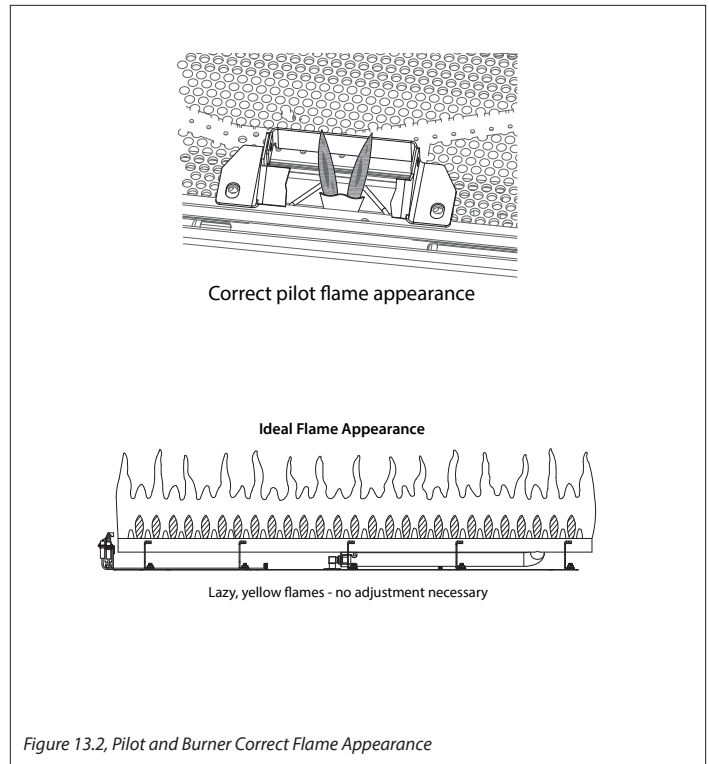 Correct pilot flame appearance
Ideal Flame Appearance
Lazy, yellow flames - no adjustment necessary
Figure 13.2, Pilot and Burner Correct Flame Appearance